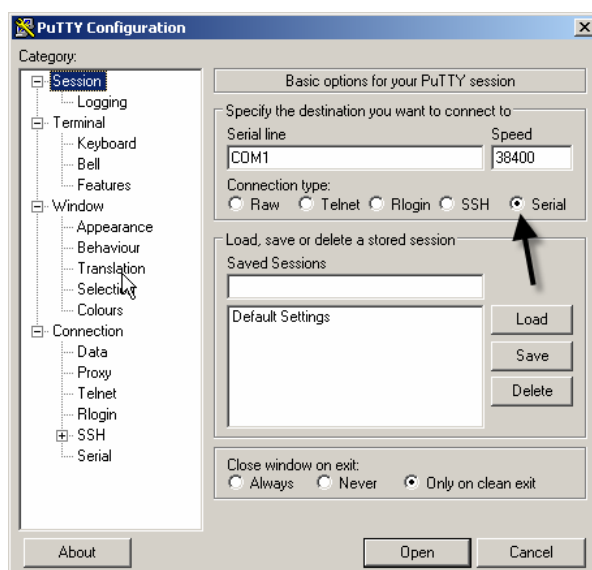 PuTTY Configuration
Category:
Session
Logging
Terminal
Keyboard
Bell
Features
Window
Appearance
Behaviour
Translation
Selection
Colours
Connection
Data
Proxy
Telnet
Rlogin
SSH
Serial
Basic options for your PuTTY session
Specify the destination you want to connect to
Serial line Speed
COM1 38400
Connection type:
Raw Telnet Rlogin SSH Serial
Load, save or delete a stored session
Saved Sessions
Default Settings
Load
Save
Delete
Close window on exit:
Always Never Only on clean exit
About Open Cancel